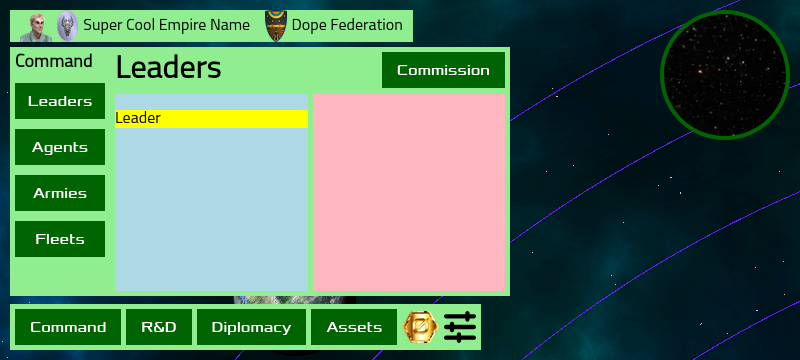 Super Cool Empire Name Dope Federation
Command
Leaders
Commission
Leaders
Agents
Armies
Fleets
Leader
Command R&D Diplomacy Assets